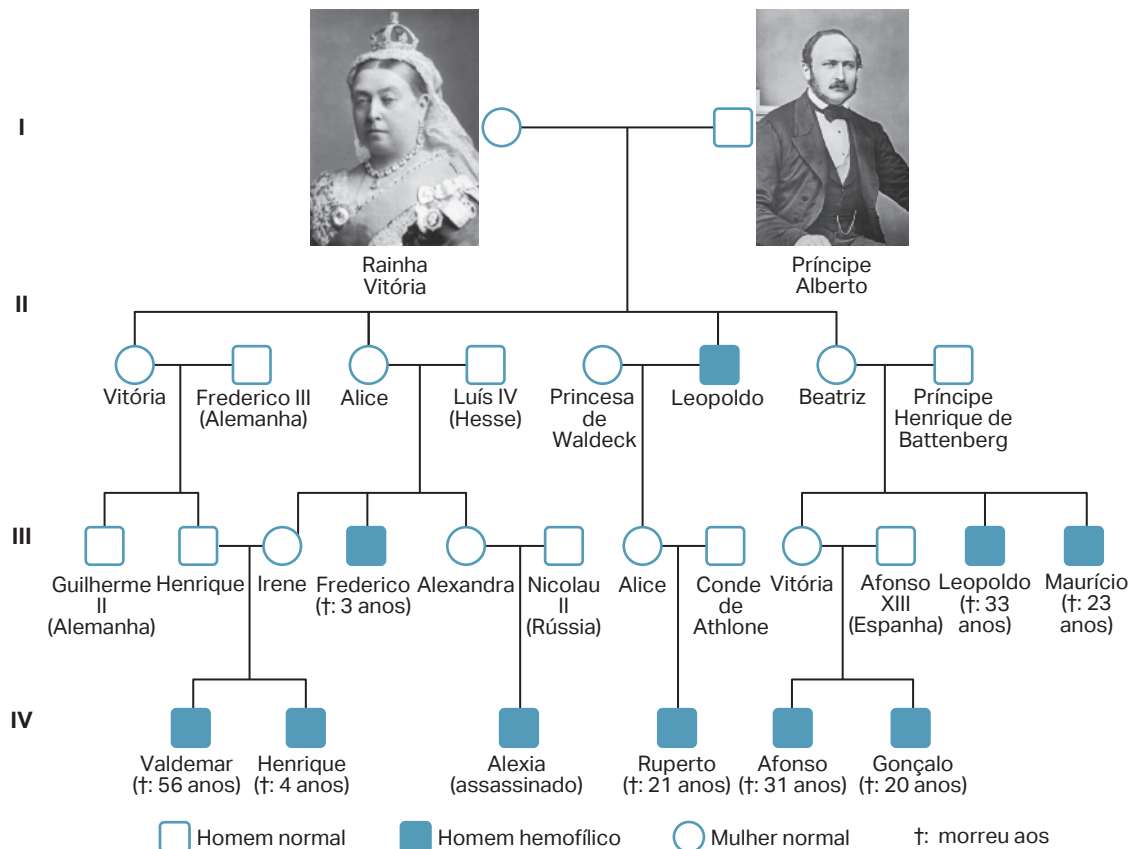 I
Rainha
Vitória
Príncipe
Alberto
II
Vitória
Frederico III
(Alemanha)
Alice
Luís IV
(Hesse)
Princesa
de
Waldeck
Leopoldo
Beatriz
Príncipe
Henrique de
Battenberg
III
Guilherme
II
(Alemanha)
Henrique
Irene
Frederico
(†: 3 anos)
Alexandra
Nicolau
II
(Rússia)
Alice
Conde
de
Athlone
Vitória
Afonso
XIII
(Espanha)
Leopoldo
(†: 33
anos)
Maurício
(†: 23
anos)
IV
Valdemar
(†: 56 anos)
Henrique
(†: 4 anos)
Alexia
(assassinado)
Ruperto
(†: 21 anos)
Afonso
(†: 31 anos)
Gonçalo
(†: 20 anos)
Homem normal
Homem hemofílico
Mulher normal
†: morreu aos